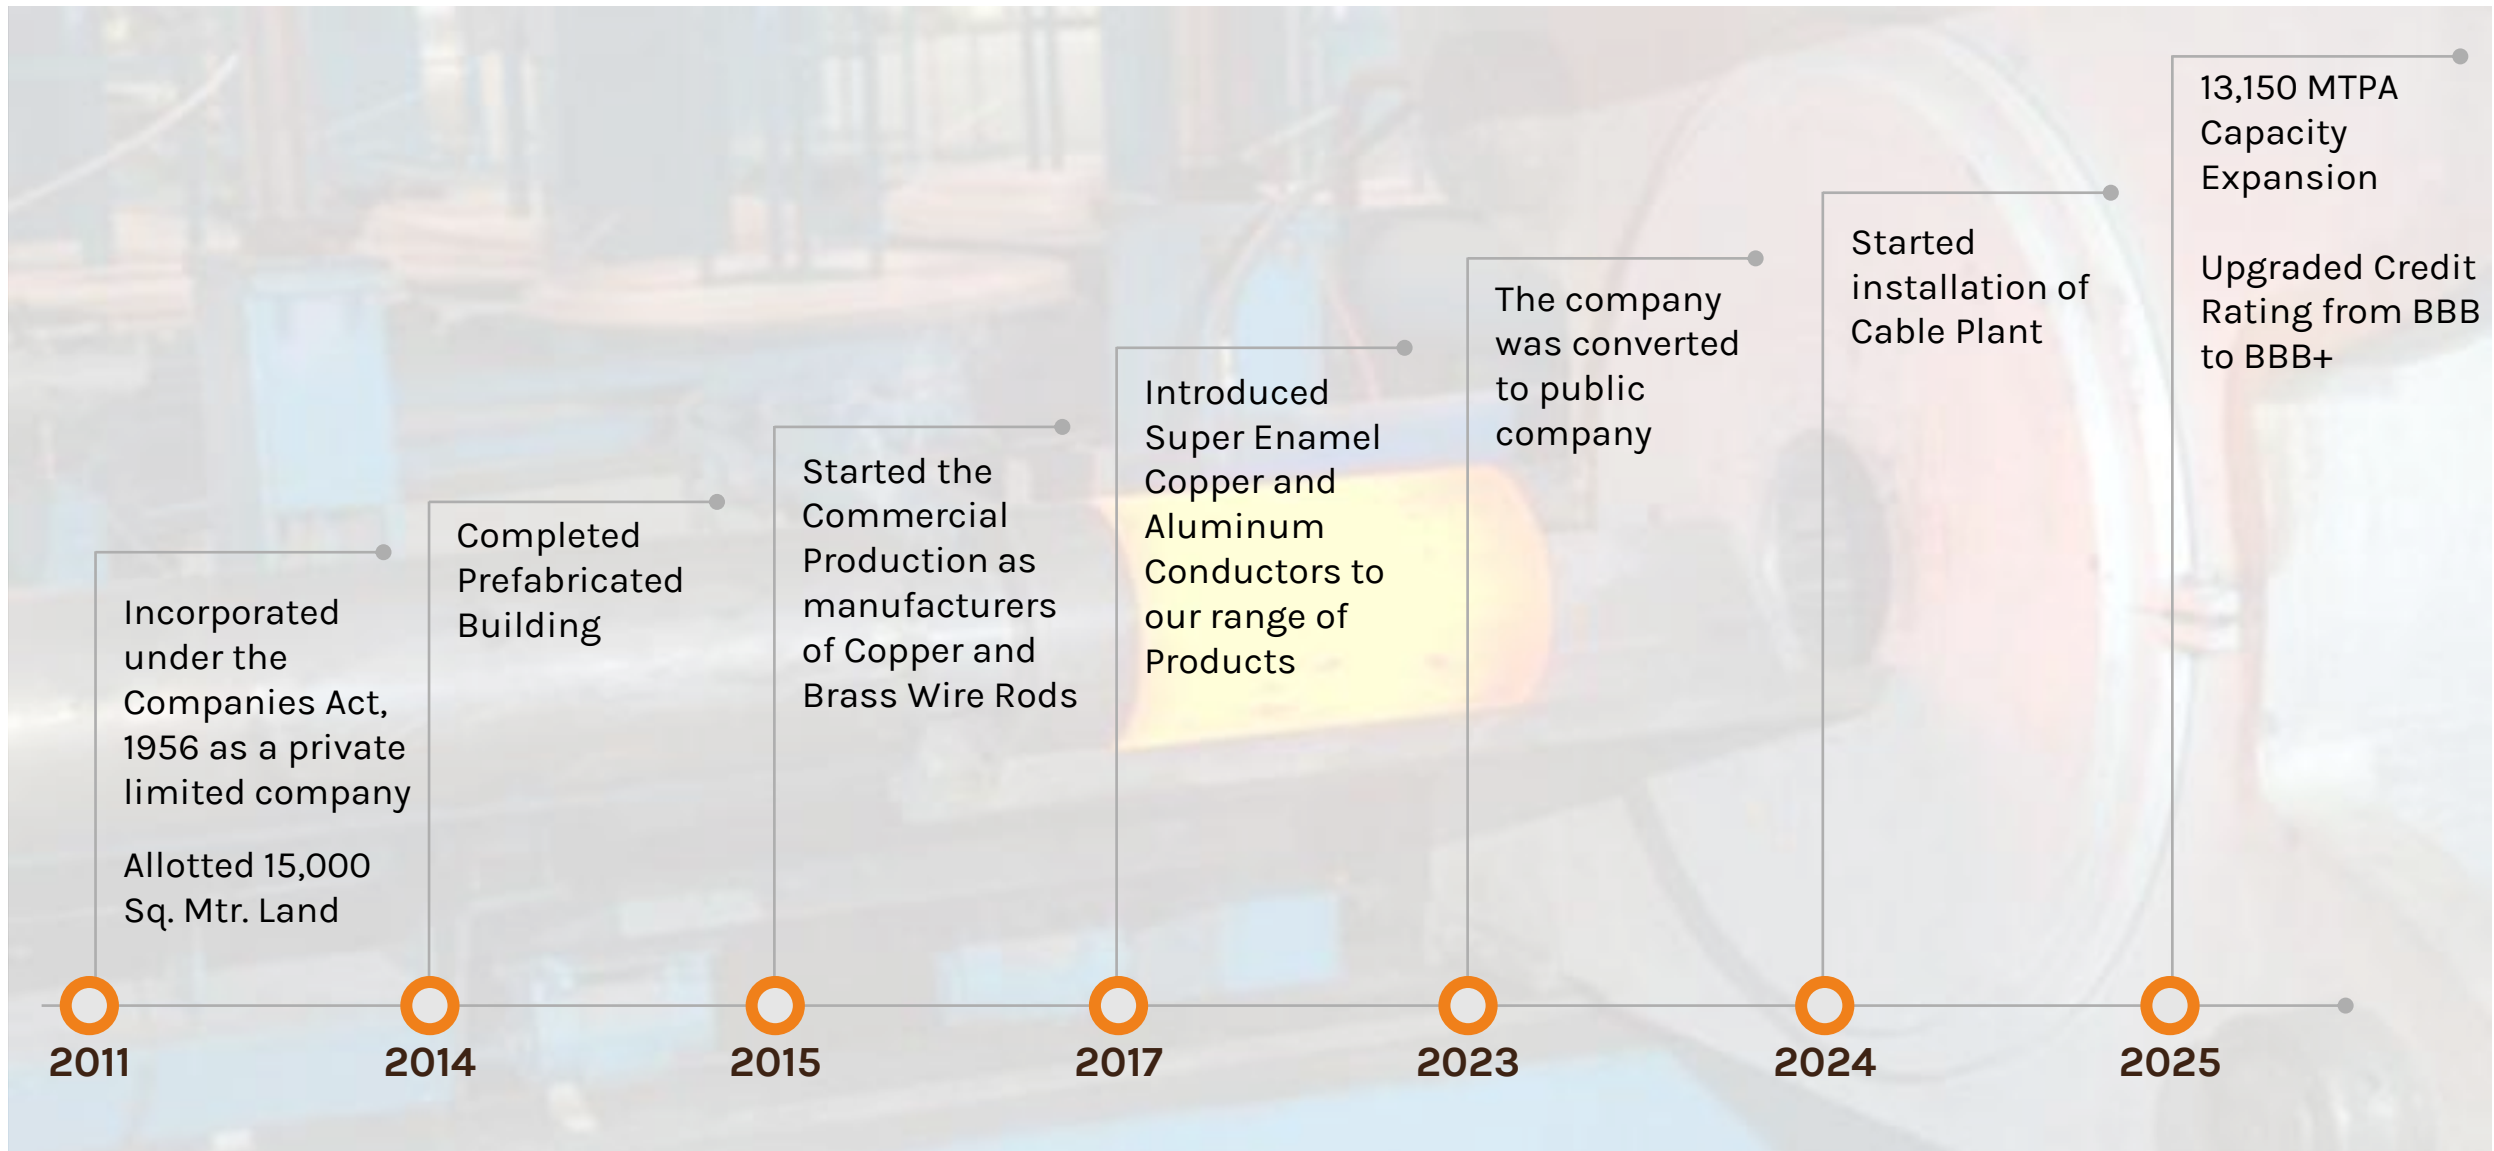 Incorporated
under the
Companies Act,
1956 as a private
limited company
Allotted 15,000
Sq. Mtr. Land
2011
Completed
Prefabricated
Building
2014
Started the
Commercial
Production as
manufacturers
of Copper and
Brass Wire Rods
2015
Introduced
Super Enamel
Copper and
Aluminum
Conductors to
our range of
Products
2017
The company
was converted
to public
company
2023
Started
installation of
Cable Plant
2024
13,150 MTPA
Capacity
Expansion
Upgraded Credit
Rating from BBB
to BBB+
2025